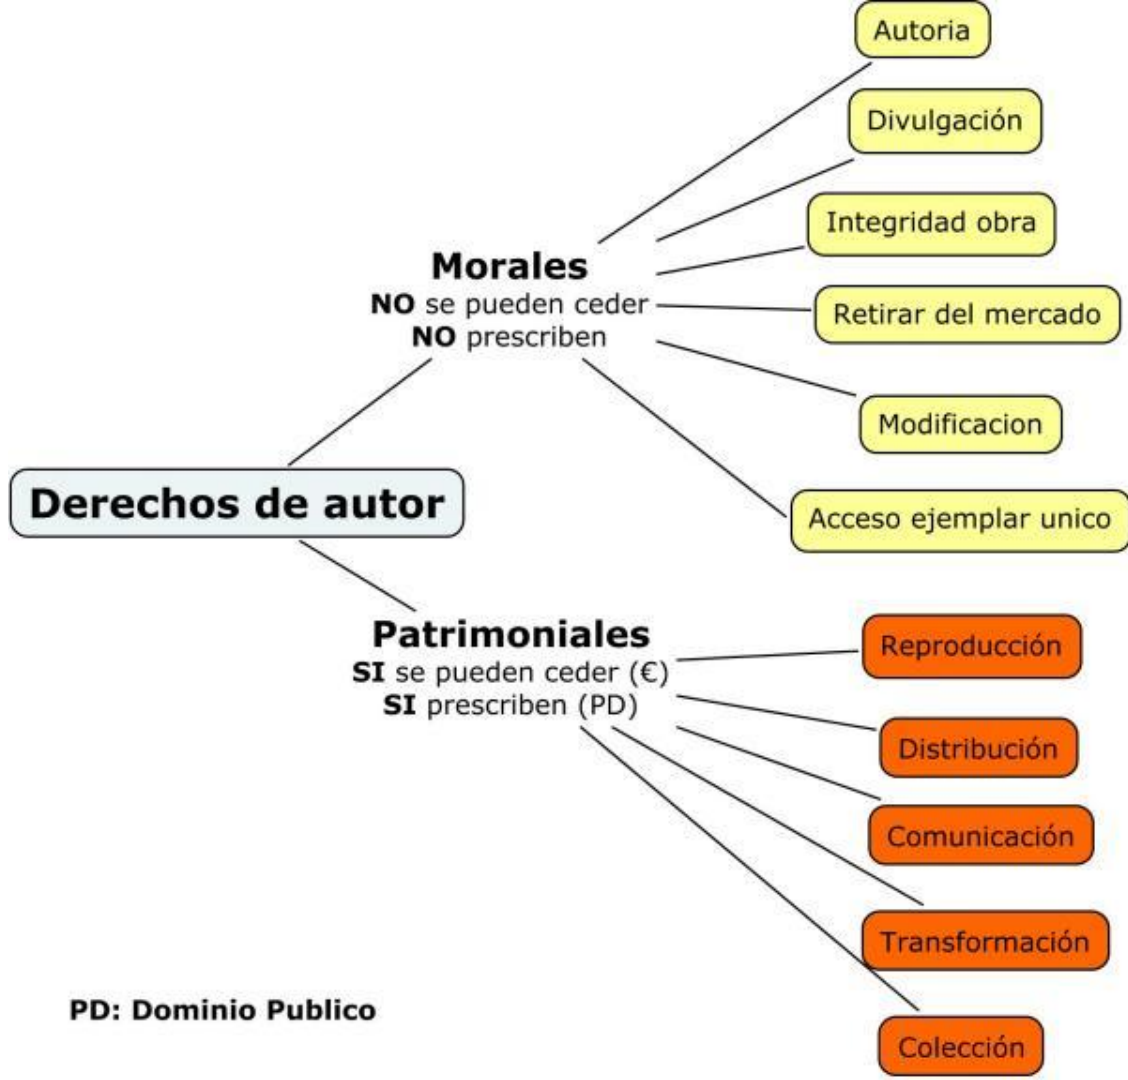 Autoria
Divulgación
Integridad obra
Morales
NO se pueden ceder
NO prescriben
Retirar del mercado
Modificacion
Acceso ejemplar unico
Derechos de autor
Patrimoniales
SI se pueden ceder (€)
SI prescriben (PD)
Reproducción
Distribución
Comunicación
Transformación
Colección
PD: Dominio Publico